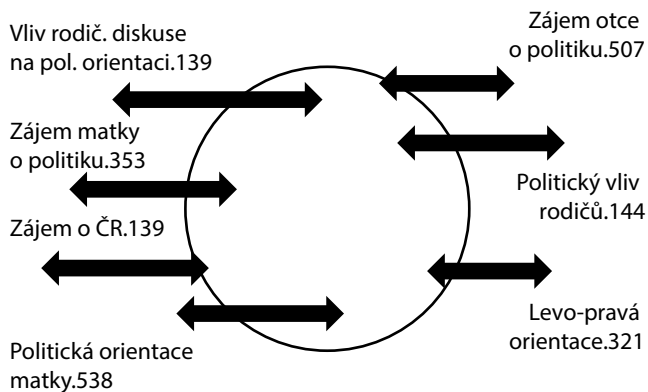 Vliv rodič. diskuse
na pol. orientaci.139
Zájem otce
o politiku.507
Zájem matky
o politiku.353
Politický vliv
rodičů.144
Zájem o ČR.139
Levo-pravá
orientace.321
Politická orientace
matky.538